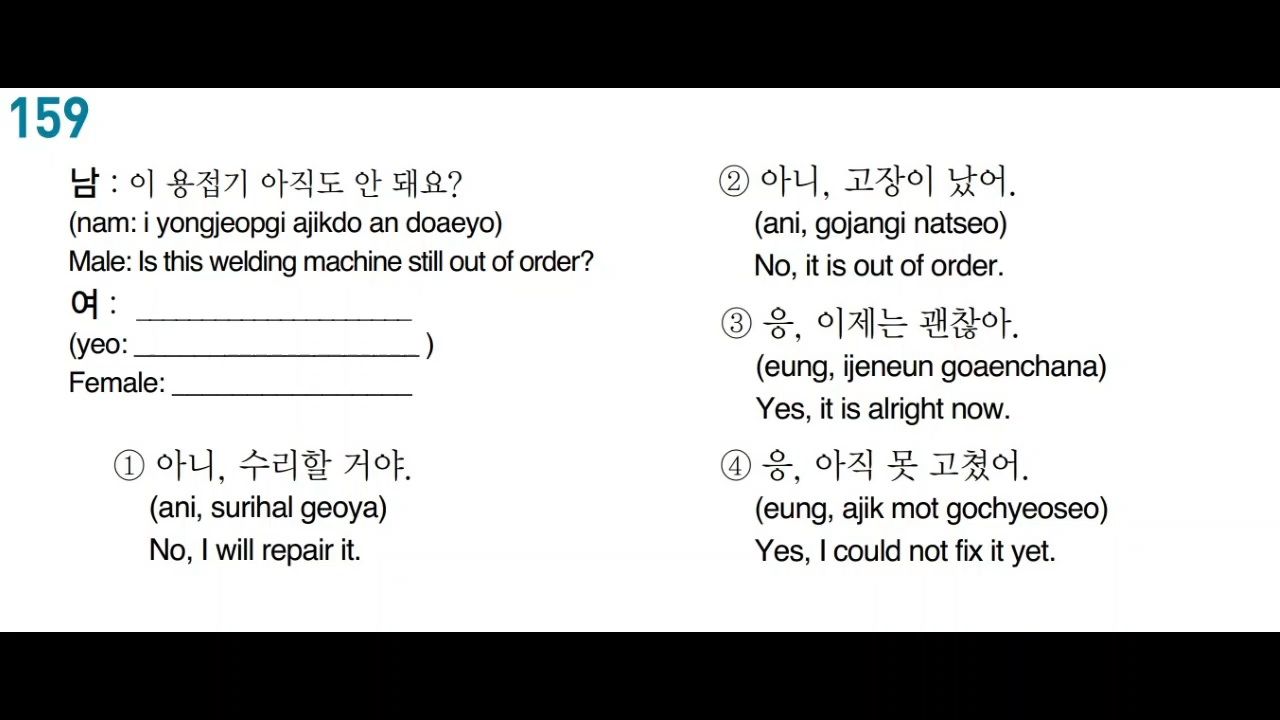 159
남 : 이 용접기 아직도 안 돼요?
(nam: i yongjeopgi ajikdo an doaeyo)
Male: Is this welding machine still out of order?
여 : ____________________
(yeo: ____________________ )
Female: ________________
① 아니, 수리할 거야.
(ani, surihal geoya)
No, I will repair it.
② 아니, 고장이 났어.
(ani, gojangi natseo)
No, it is out of order.
③ 응, 이제는 괜찮아.
(eung, ijeneun goaenchana)
Yes, it is alright now.
④ 응, 아직 못 고쳤어.
(eung, ajik mot gochyeoseo)
Yes, I could not fix it yet.